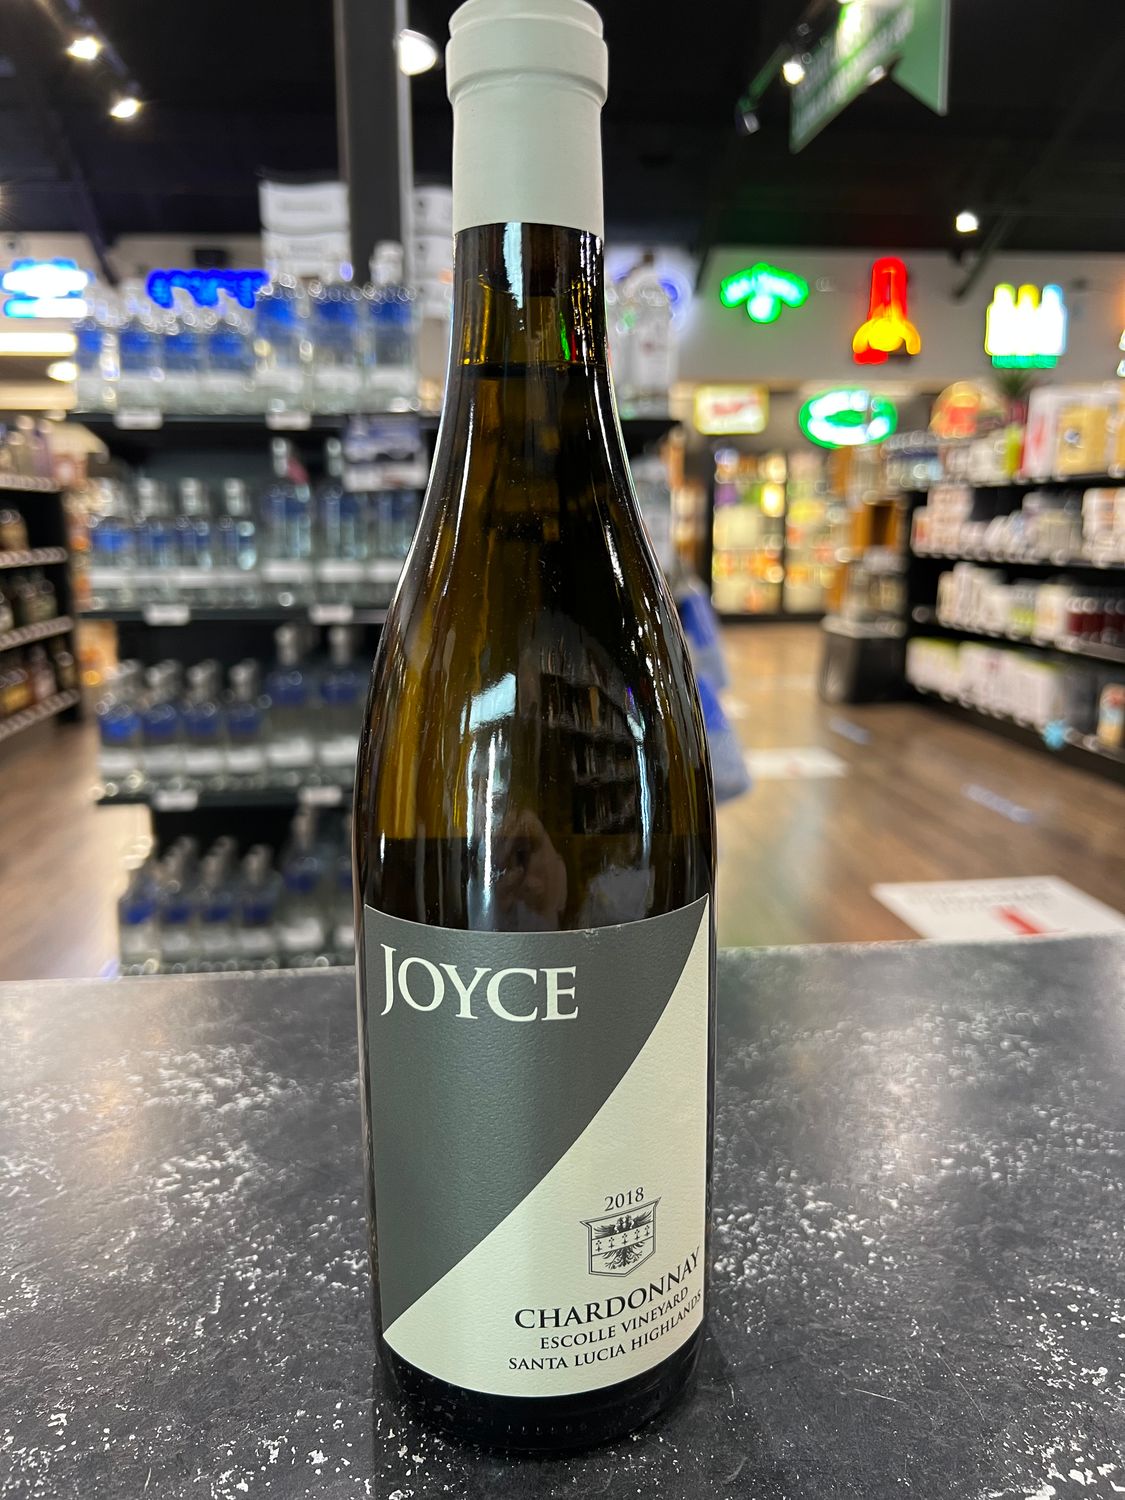 JOYCE
2018
CHARDONNAY
ESCOLLE VINEYARD
SANTA LUCIA HIGHLANDS